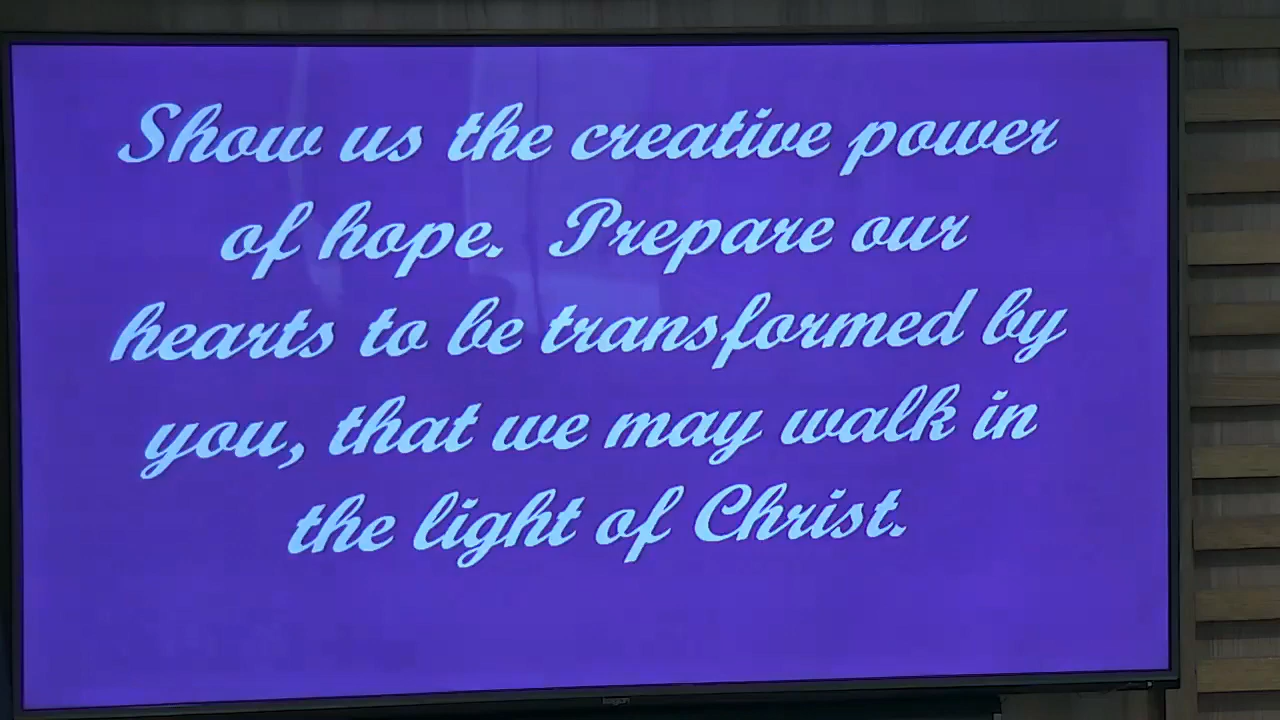 Show us the creative power
of hope. Prepare our
hearts to be transformed by
you, that we may walk in
the light of Christ.